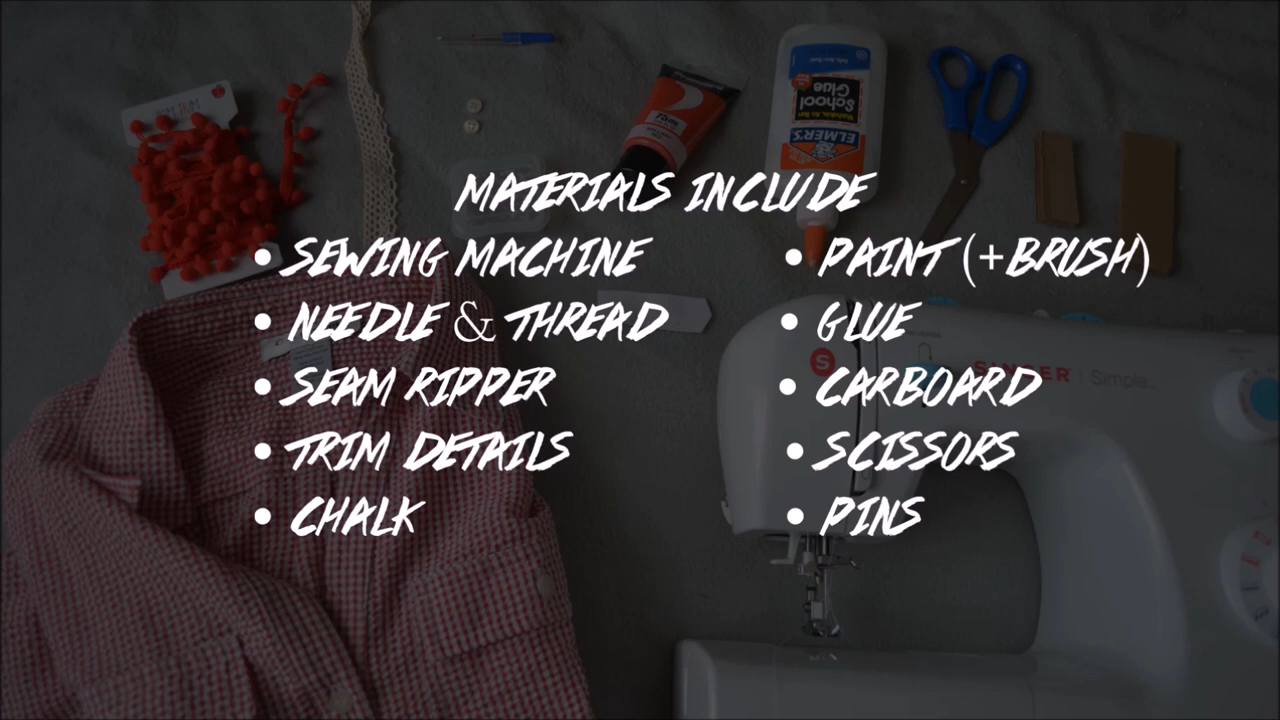 MATERIALS INCLUDE
• SEWING MACHINE
• NEEDLE & THREAD
• SEAM RIPPER
• TRIM DETAILS
• CHALK
• PAINT (+BRUSH)
• GLUE
• CARBOARD
• SCISSORS
• PINS
ELMER'S
School
Glue
SINGER | Simple
S